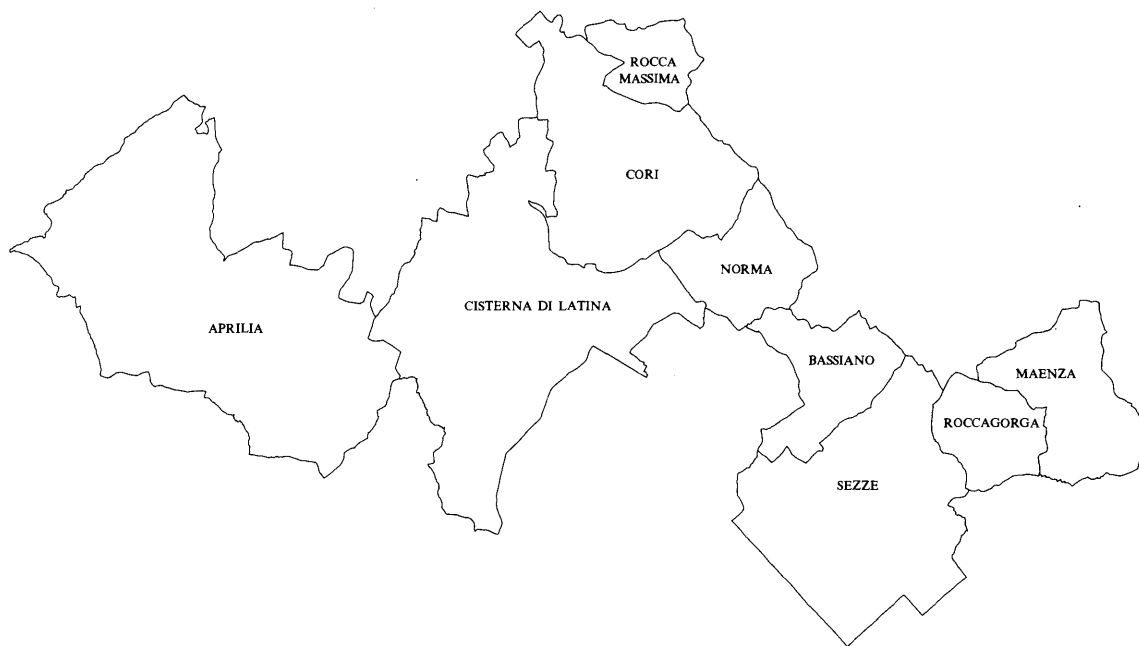 ROCCA
MASSIMA
CORI
NORMA
CISTERNA DI LATINA
APRILIA
BASSIANO
MAENZA
ROCCAGORGA
SEZZE